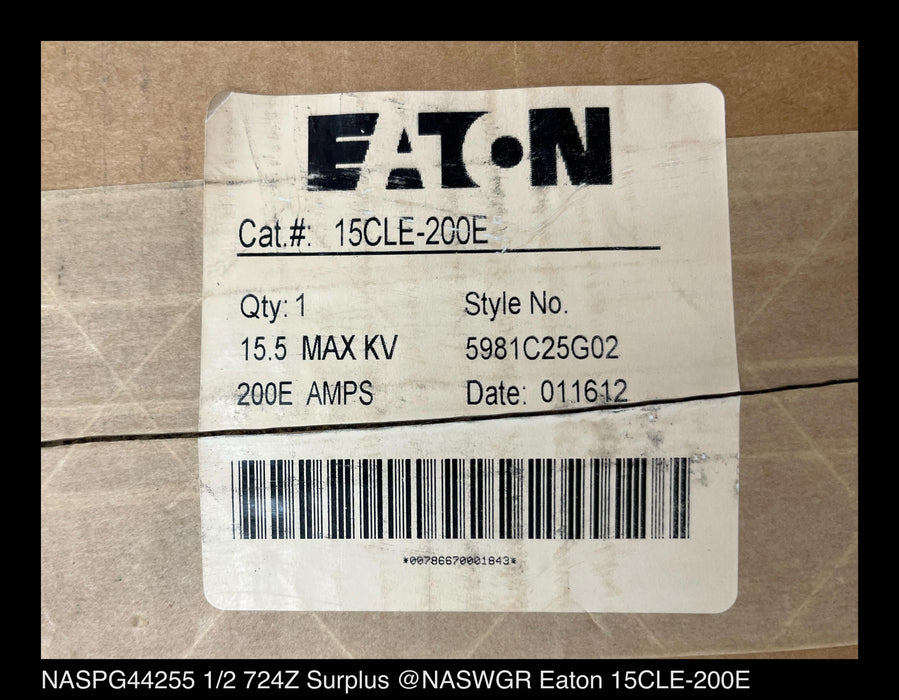 EATON
Cat.#: 15CLE-200E
Qty: 1 Style No.
15.5 MAX KV 5981C25G02
200E AMPS Date: 011612
*00786670001843*
NASPG44255 1/2 724Z Surplus @NASWGR Eaton 15CLE-200E